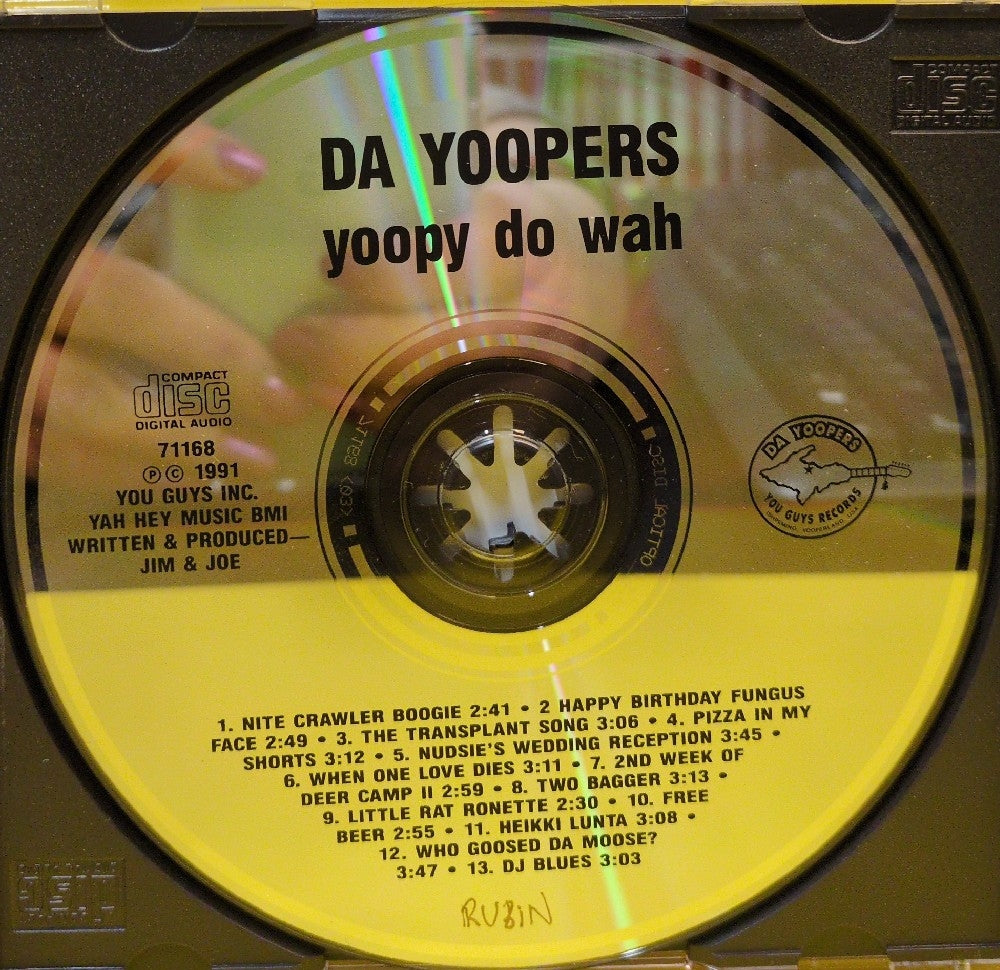 DA YOOPERS
yoopy do wah
COMPACT
disc
DIGITAL AUDIO
71168
Ⓟ © 1991
YOU GUYS INC.
YAH HEY MUSIC BMI
WRITTEN & PRODUCED—
JIM & JOE
DA YOOPERS
YOU GUYS RECORDS
1. NITE CRAWLER BOOGIE 2:41 • 2 HAPPY BIRTHDAY FUNGUS
FACE 2:49 • 3. THE TRANSPLANT SONG 3:06 • 4. PIZZA IN MY
SHORTS 3:12 • 5. NUDSIE'S WEDDING RECEPTION 3:45 •
6. WHEN ONE LOVE DIES 3:11 • 7. 2ND WEEK OF
DEER CAMP II 2:59 • 8. TWO BAGGER 3:13 •
9. LITTLE RAT RONETTE 2:30 • 10. FREE
BEER 2:55 • 11. HEIKKI LUNTA 3:08 •
12. WHO GOOSED DA MOOSE?
3:47 • 13. DJ BLUES 3:03
RUBIN
COMPACT
disc
DIGITAL AUDIO